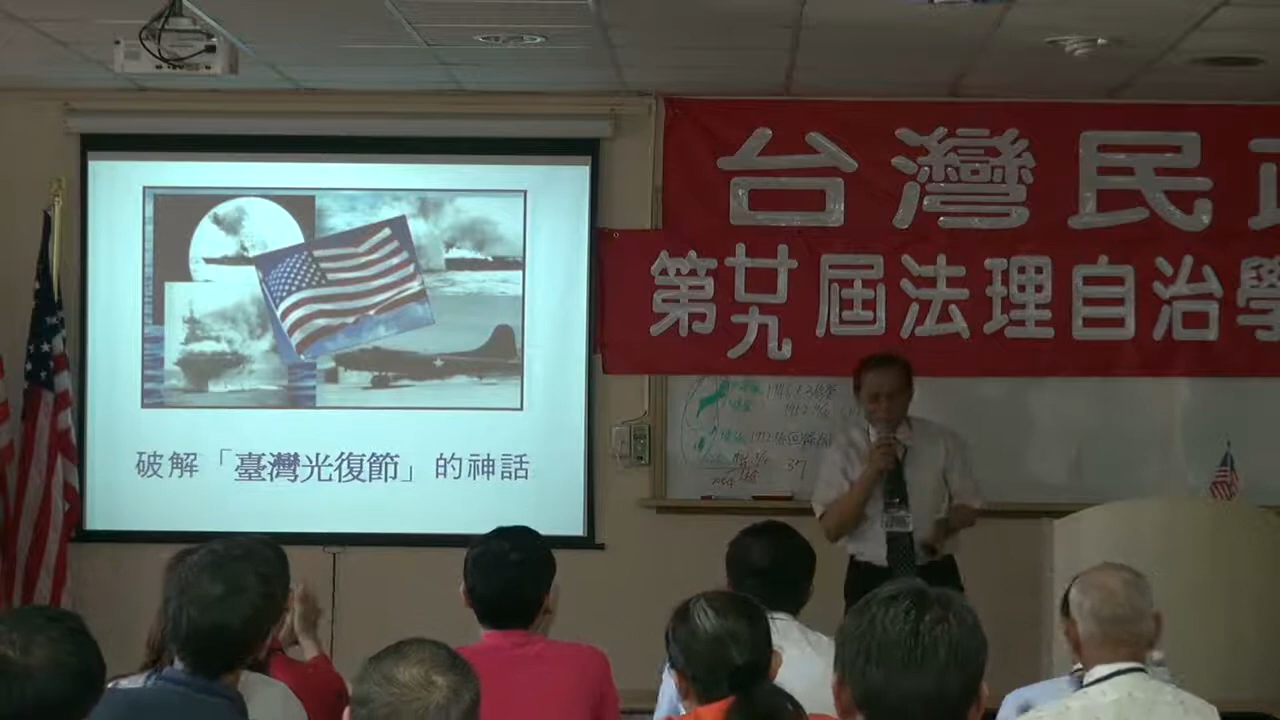 台灣民政
第廿九屆法理自治學
破解「臺灣光復節」的神話